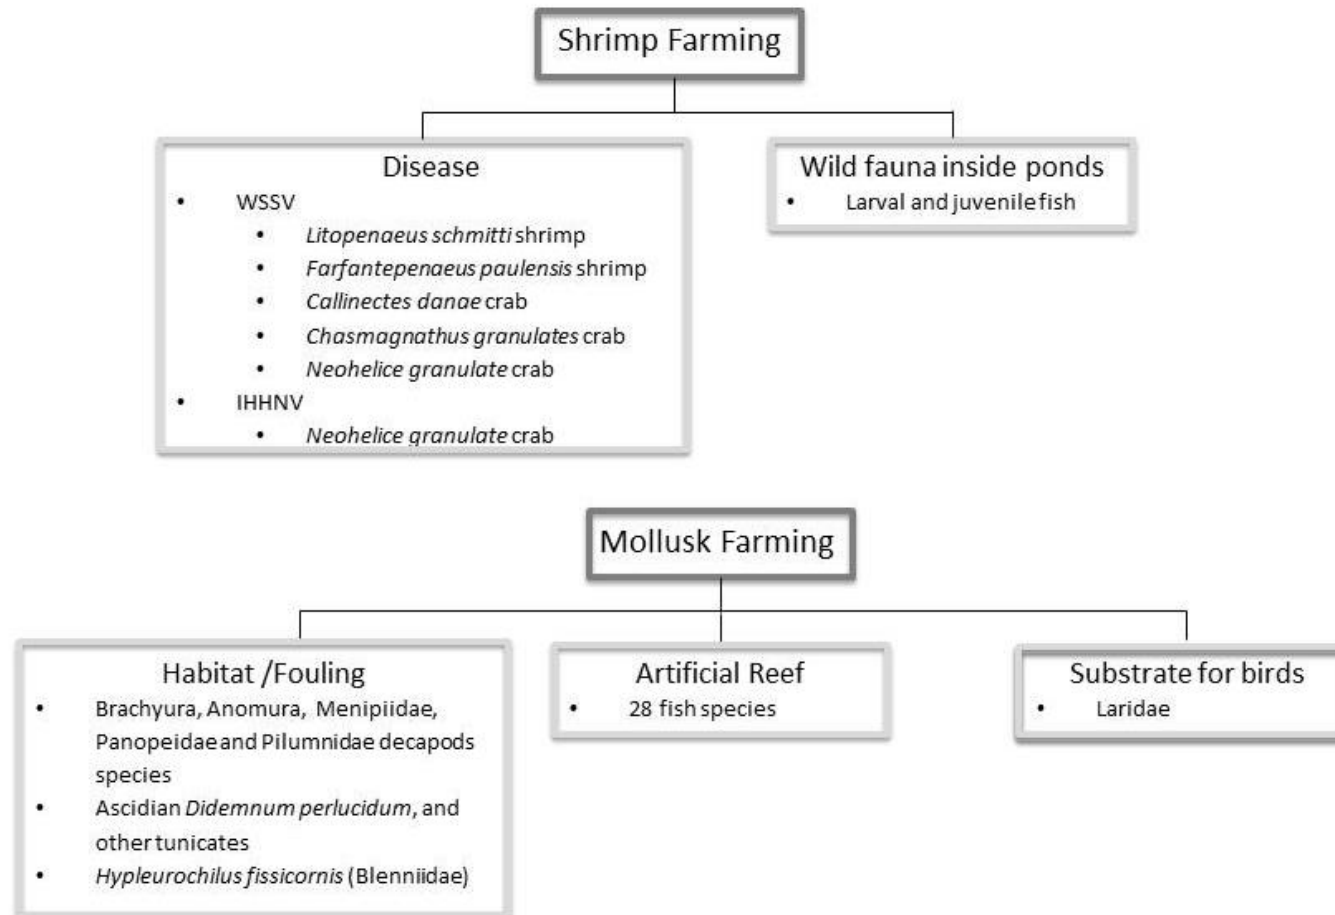 Shrimp Farming
Disease
• WSSV
• Litopenaeus schmitti shrimp
• Farfantepenaeus paulensis shrimp
• Callinectes danae crab
• Chasmagnathus granulates crab
• Neohelice granulate crab
• IHHNV
• Neohelice granulate crab
Wild fauna inside ponds
• Larval and juvenile fish
Mollusk Farming
Habitat /Fouling
• Brachyura, Anomura, Menipiidae,
Panopeidae and Pilumnidae decapods
species
• Ascidian Didemnum perlucidum, and
other tunicates
• Hypleurochilus fissicornis (Blenniidae)
Artificial Reef
• 28 fish species
Substrate for birds
• Laridae